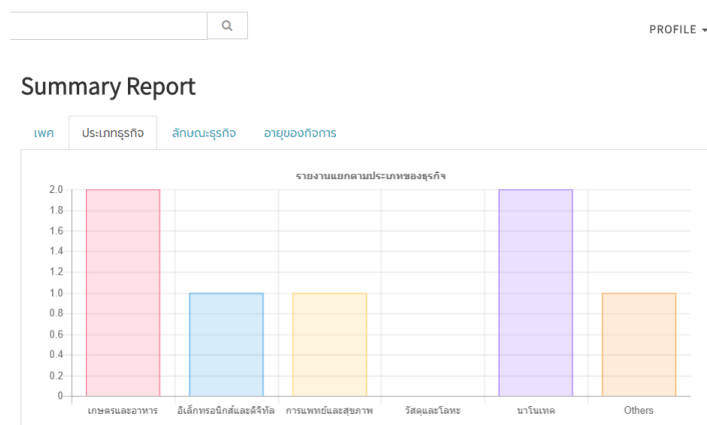 PROFILE
Summary Report
เพศ ประเภทธุรกิจ ลักษณะธุรกิจ อายุของกิจการ
รายงานแยกตามประเภทของธุรกิจ
2.0
1.8
1.6
1.4
1.2
1.0
0.8
0.6
0.4
0.2
0
เกษตรและอาหาร อิเล็กทรอนิกส์และดิจิทัล การแพทย์และสุขภาพ วัสดุและโลหะ นาโนเทค Others